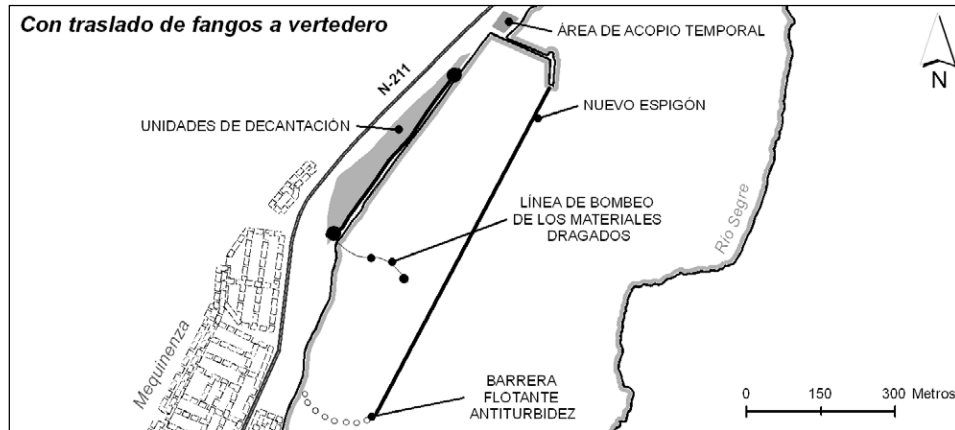 Con traslado de fangos a vertedero
ÁREA DE ACOPIO TEMPORAL
N
N-211
NUEVO ESPIGÓN
UNIDADES DE DECANTACIÓN
LÍNEA DE BOMBEO
DE LOS MATERIALES
DRAGADOS
Río Segre
Mequinenza
BARRERA
FLOTANTE
ANTITURBIDEZ
0 150 300 Metros